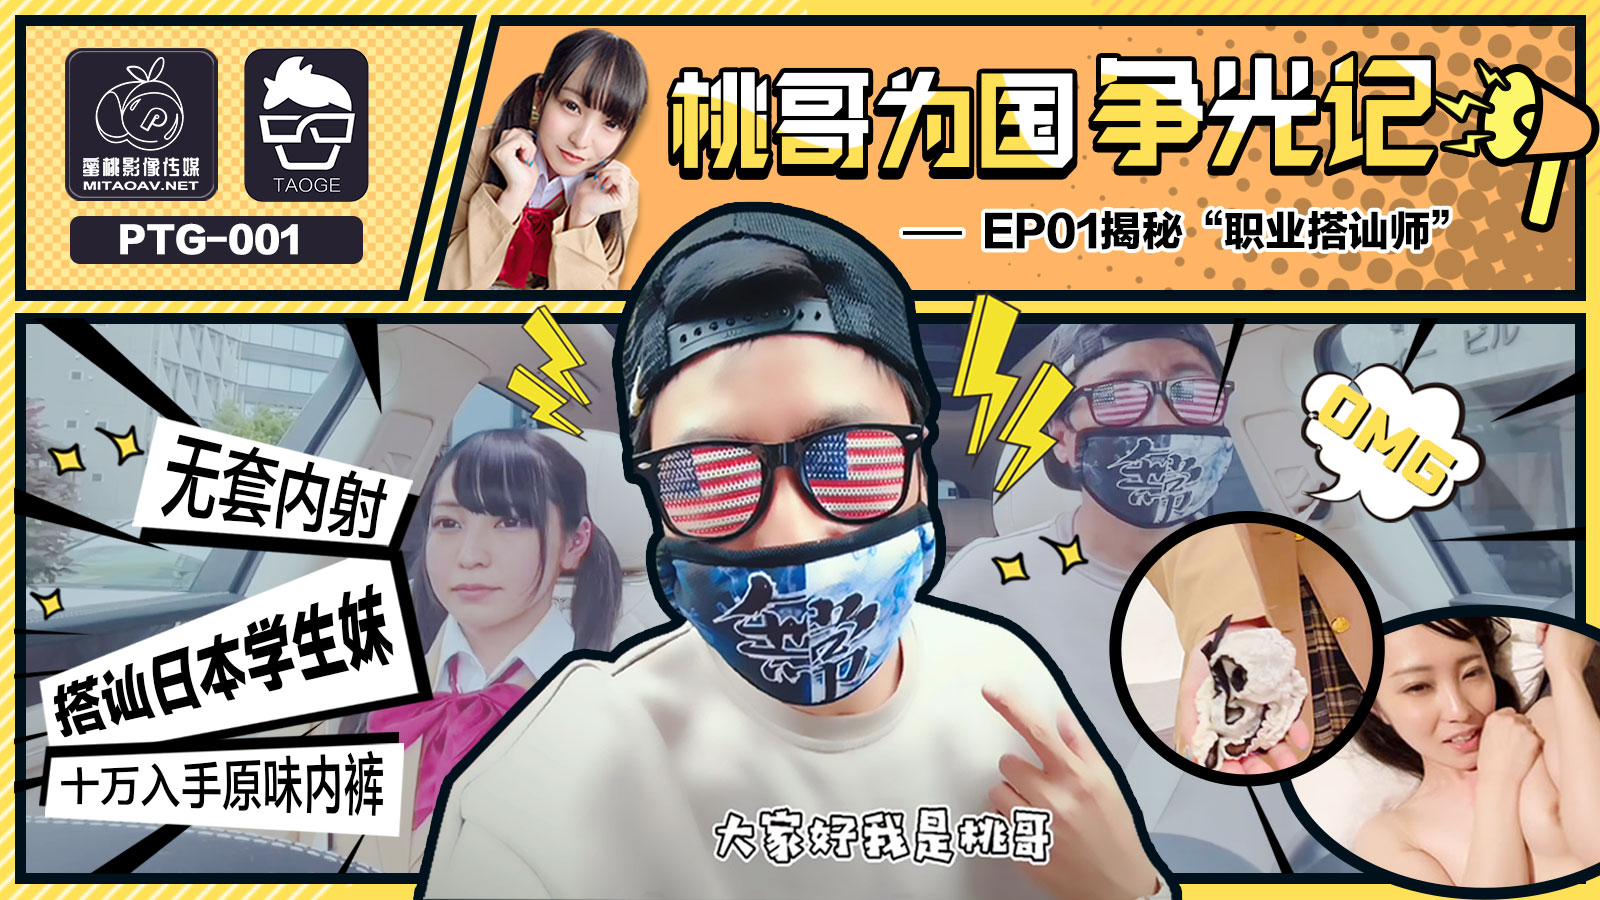 蜜桃影像传媒
MITAOAV.NET
TAOGE
PTG-001
桃哥为国争光记
—— EP01揭秘“职业搭讪师”
OMG
无套内射
搭讪日本学生妹
十万入手原味内裤
大家好我是桃哥